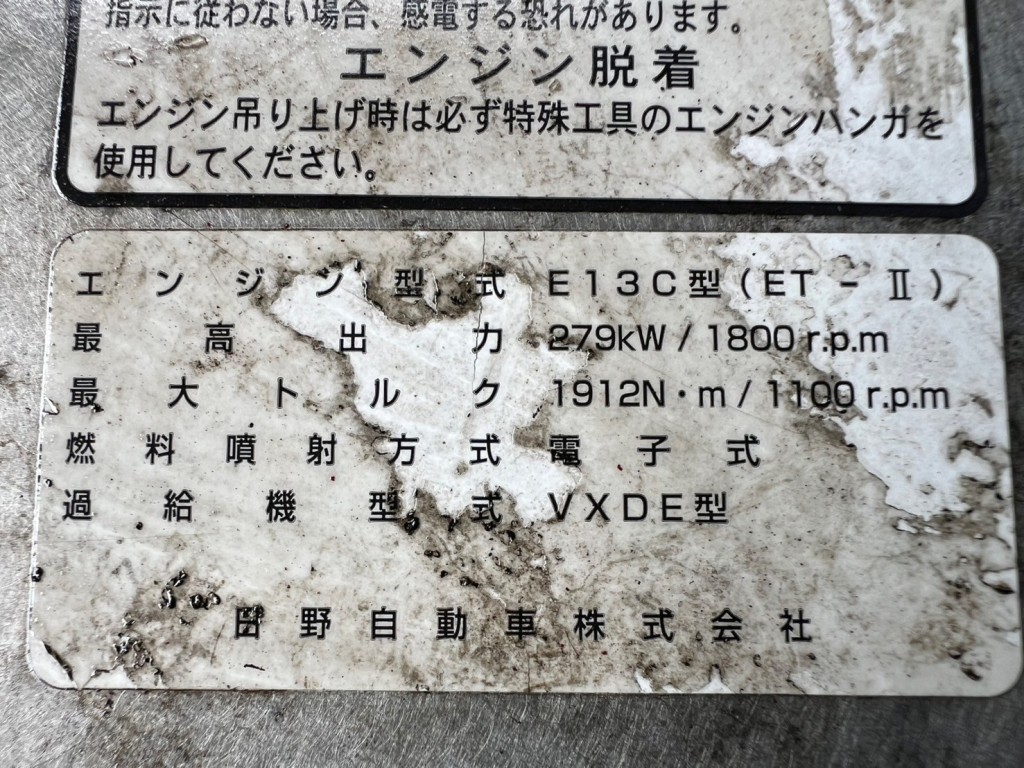 指示に従わない場合、感電する恐れがあります。
エンジン脱着
エンジン吊り上げ時は必ず特殊工具のエンジンハンガを
使用してください。
エンジン型式 E13C型(ET-Ⅱ)
最高出力 279kW/1800 r.p.m
最大トルク 1912N・m/1100 r.p.m
燃料噴射方式 電子式
過給機型式 VXDE型
日野自動車株式会社